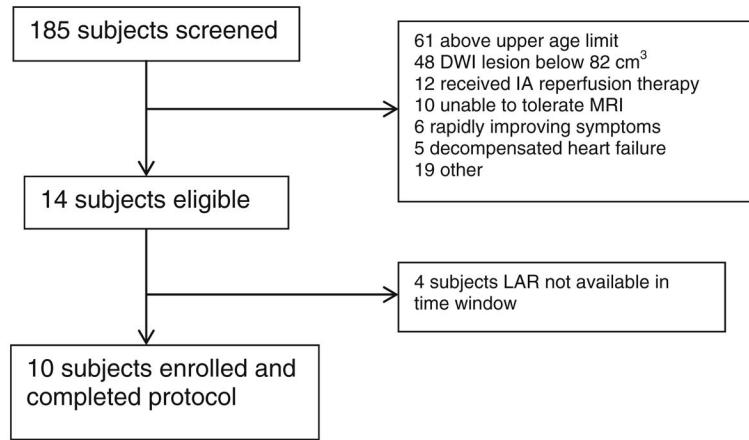 185 subjects screened
61 above upper age limit
48 DWI lesion below 82 cm³
12 received IA reperfusion therapy
10 unable to tolerate MRI
6 rapidly improving symptoms
5 decompensated heart failure
19 other
14 subjects eligible
4 subjects LAR not available in
time window
10 subjects enrolled and
completed protocol